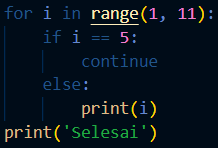 for i in range(1, 11):
    if i == 5:
        continue
    else:
        print(i)
print('Selesai')